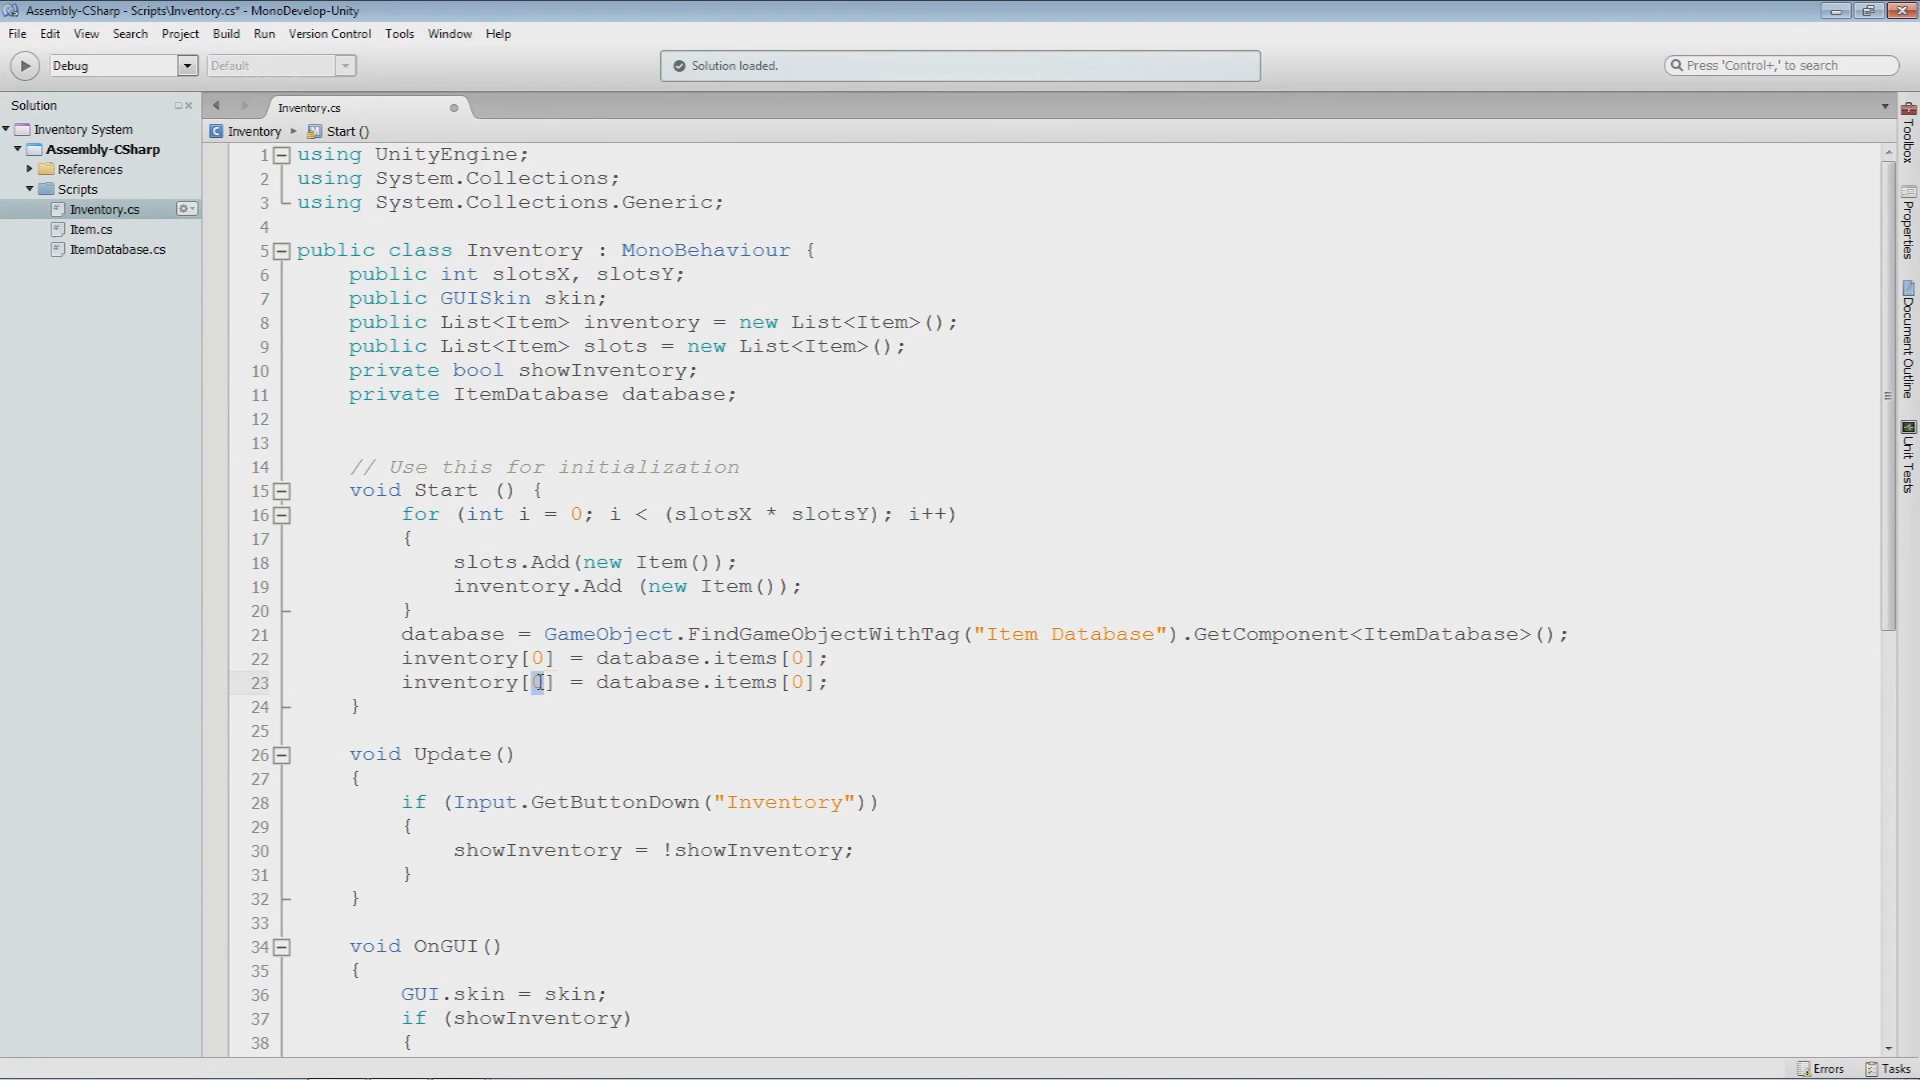 Assembly-CSharp - Scripts\Inventory.cs* - MonoDevelop-Unity
File Edit View Search Project Build Run Version Control Tools Window Help
Debug Default Solution loaded. Press 'Control+,' to search
Solution
Inventory System
Assembly-CSharp
References
Scripts
Inventory.cs
Item.cs
ItemDatabase.cs
Inventory.cs
Inventory Start ()
1 using UnityEngine;
2 using System.Collections;
3 using System.Collections.Generic;
4
5 public class Inventory : MonoBehaviour {
6 public int slotsX, slotsY;
7 public GUISkin skin;
8 public List<Item> inventory = new List<Item>();
9 public List<Item> slots = new List<Item>();
10 private bool showInventory;
11 private ItemDatabase database;
12
13
14 // Use this for initialization
15 void Start () {
16 for (int i = 0; i < (slotsX * slotsY); i++)
17 {
18 slots.Add(new Item());
19 inventory.Add (new Item());
20 }
21 database = GameObject.FindGameObjectWithTag("Item Database").GetComponent<ItemDatabase>();
22 inventory[0] = database.items[0];
23 inventory[0] = database.items[0];
24 }
25
26 void Update()
27 {
28 if (Input.GetButtonDown("Inventory"))
29 {
30 showInventory = !showInventory;
31 }
32 }
33
34 void OnGUI()
35 {
36 GUI.skin = skin;
37 if (showInventory)
38 {
Toolbox
Properties
Document Outline
Unit Tests
Errors Tasks